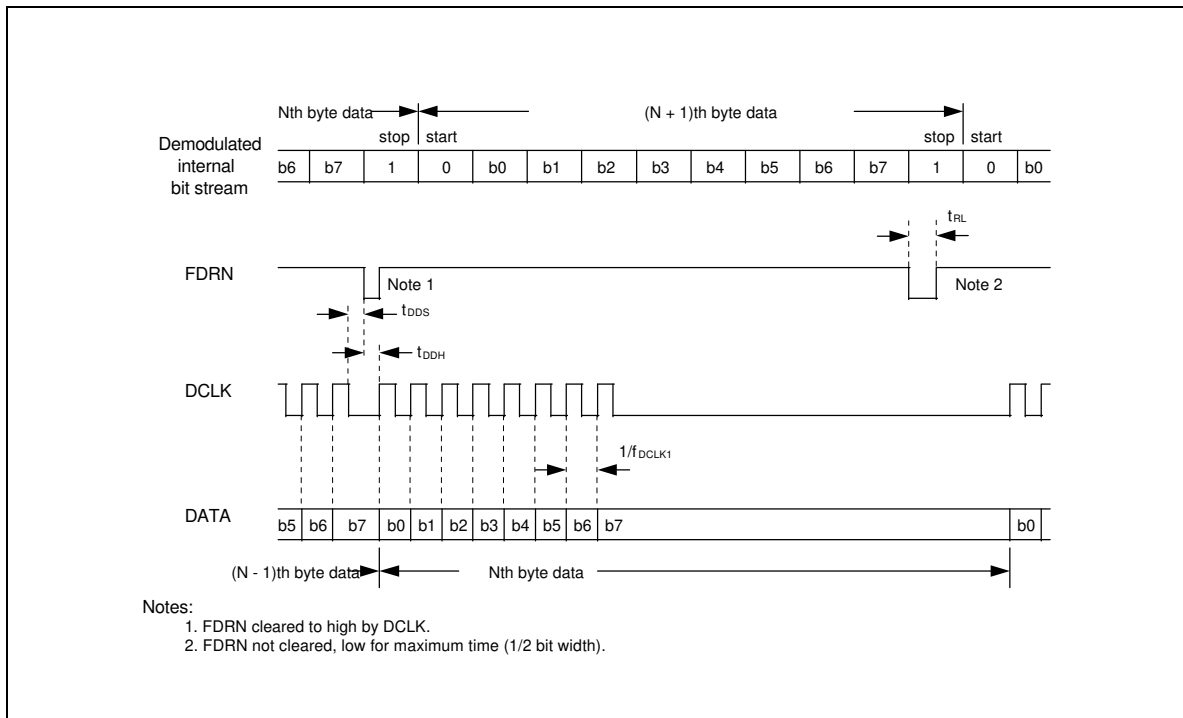 Nth byte data
(N + 1)th byte data
stop start
stop start
Demodulated
internal
bit stream
b6 b7 1 0 b0 b1 b2 b3 b4 b5 b6 b7 1 0 b0
tRL
FDRN
Note 1
Note 2
tDDS
tDDH
DCLK
1/fDCLK1
DATA
b5 b6 b7 b0 b1 b2 b3 b4 b5 b6 b7 b0
(N - 1)th byte data
Nth byte data
Notes:
1. FDRN cleared to high by DCLK.
2. FDRN not cleared, low for maximum time (1/2 bit width).